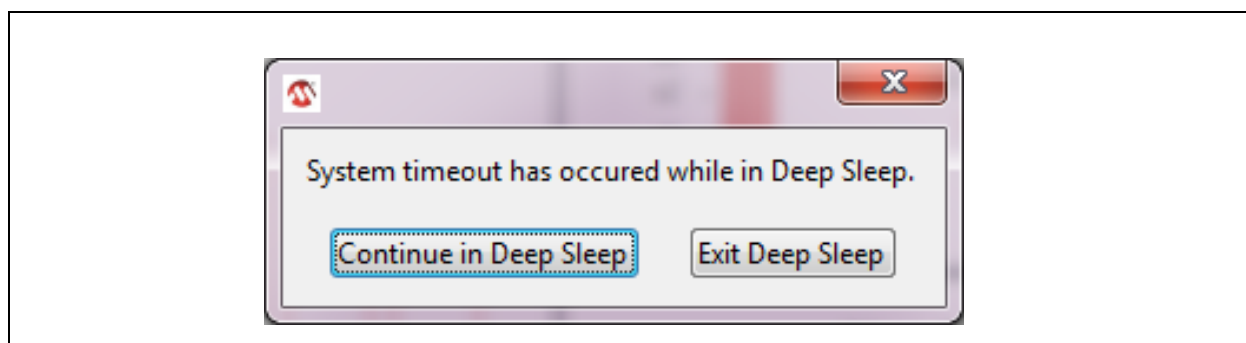 System timeout has occured while in Deep Sleep.
Continue in Deep Sleep
Exit Deep Sleep